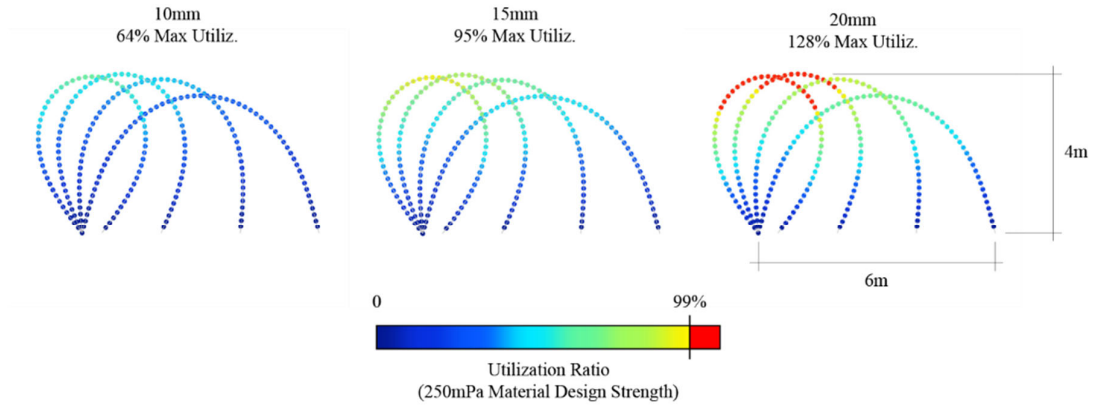 10mm
64% Max Utiliz.
15mm
95% Max Utiliz.
20mm
128% Max Utiliz.
4m
6m
0
99%
Utilization Ratio
(250mPa Material Design Strength)